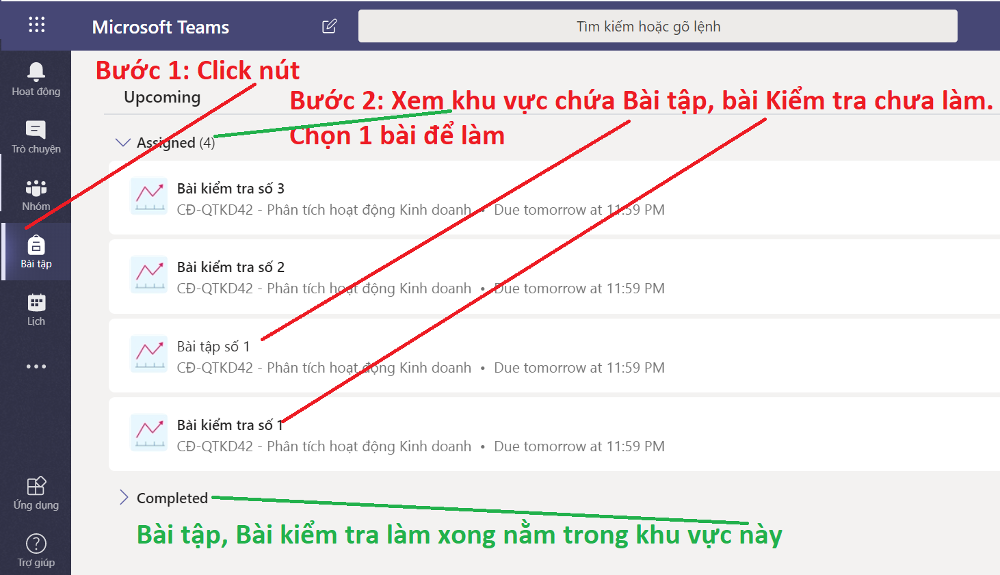 Microsoft Teams
Tìm kiếm hoặc gõ lệnh
Hoạt động
Trò chuyện
Nhóm
Bài tập
Lịch
Ứng dụng
Trợ giúp
Bước 1: Click nút
Upcoming
Bước 2: Xem khu vực chứa Bài tập, bài Kiểm tra chưa làm.
Chọn 1 bài để làm
Assigned (4)
Bài kiểm tra số 3
CĐ-QTKD42 - Phân tích hoạt động Kinh doanh • Due tomorrow at 11:59 PM
Bài kiểm tra số 2
CĐ-QTKD42 - Phân tích hoạt động Kinh doanh • Due tomorrow at 11:59 PM
Bài tập số 1
CĐ-QTKD42 - Phân tích hoạt động Kinh doanh • Due tomorrow at 11:59 PM
Bài kiểm tra số 1
CĐ-QTKD42 - Phân tích hoạt động Kinh doanh • Due tomorrow at 11:59 PM
Completed
Bài tập, Bài kiểm tra làm xong nằm trong khu vực này